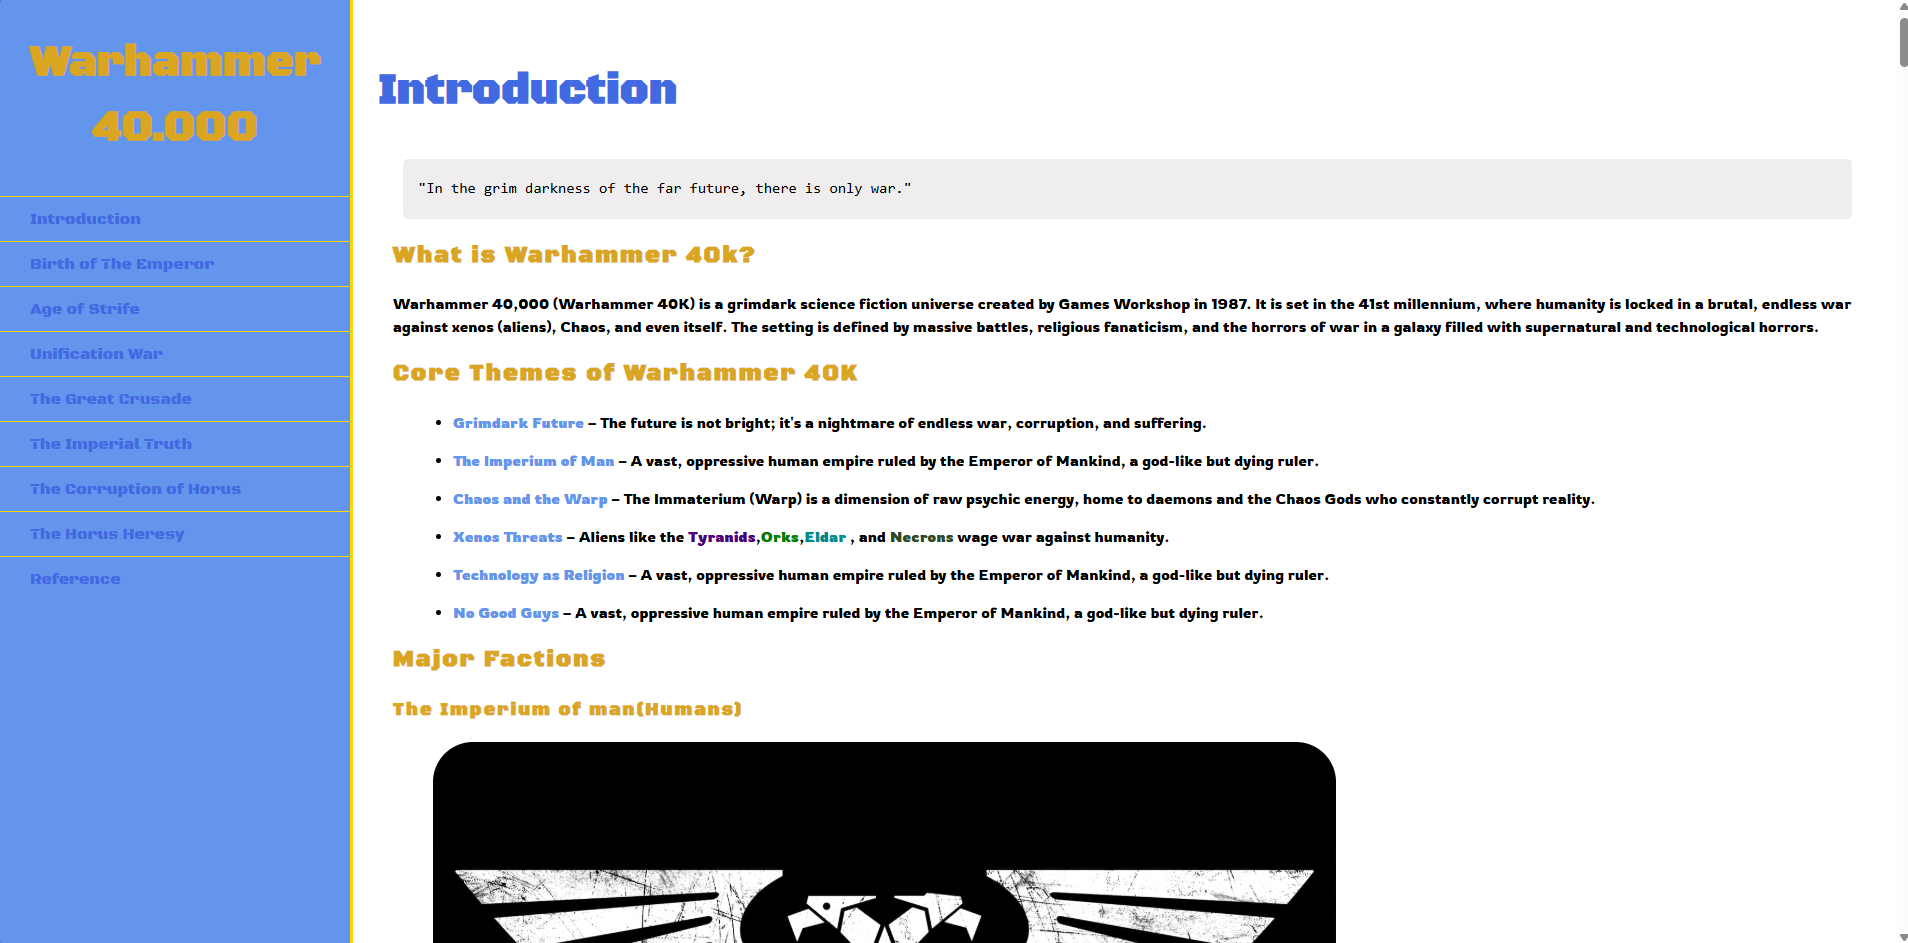 Warhammer
40.000
Introduction
Birth of The Emperor
Age of Strife
Unification War
The Great Crusade
The Imperial Truth
The Corruption of Horus
The Horus Heresy
Reference
Introduction
"In the grim darkness of the far future, there is only war."
What is Warhammer 40k?
Warhammer 40,000 (Warhammer 40K) is a grimdark science fiction universe created by Games Workshop in 1987. It is set in the 41st millennium, where humanity is locked in a brutal, endless war
against xenos (aliens), Chaos, and even itself. The setting is defined by massive battles, religious fanaticism, and the horrors of war in a galaxy filled with supernatural and technological horrors.
Core Themes of Warhammer 40K
• Grimdark Future – The future is not bright; it's a nightmare of endless war, corruption, and suffering.
• The Imperium of Man – A vast, oppressive human empire ruled by the Emperor of Mankind, a god-like but dying ruler.
• Chaos and the Warp – The Immaterium (Warp) is a dimension of raw psychic energy, home to daemons and the Chaos Gods who constantly corrupt reality.
• Xenos Threats – Aliens like the Tyranids,Orks,Eldar , and Necrons wage war against humanity.
• Technology as Religion – A vast, oppressive human empire ruled by the Emperor of Mankind, a god-like but dying ruler.
• No Good Guys – A vast, oppressive human empire ruled by the Emperor of Mankind, a god-like but dying ruler.
Major Factions
The Imperium of man(Humans)